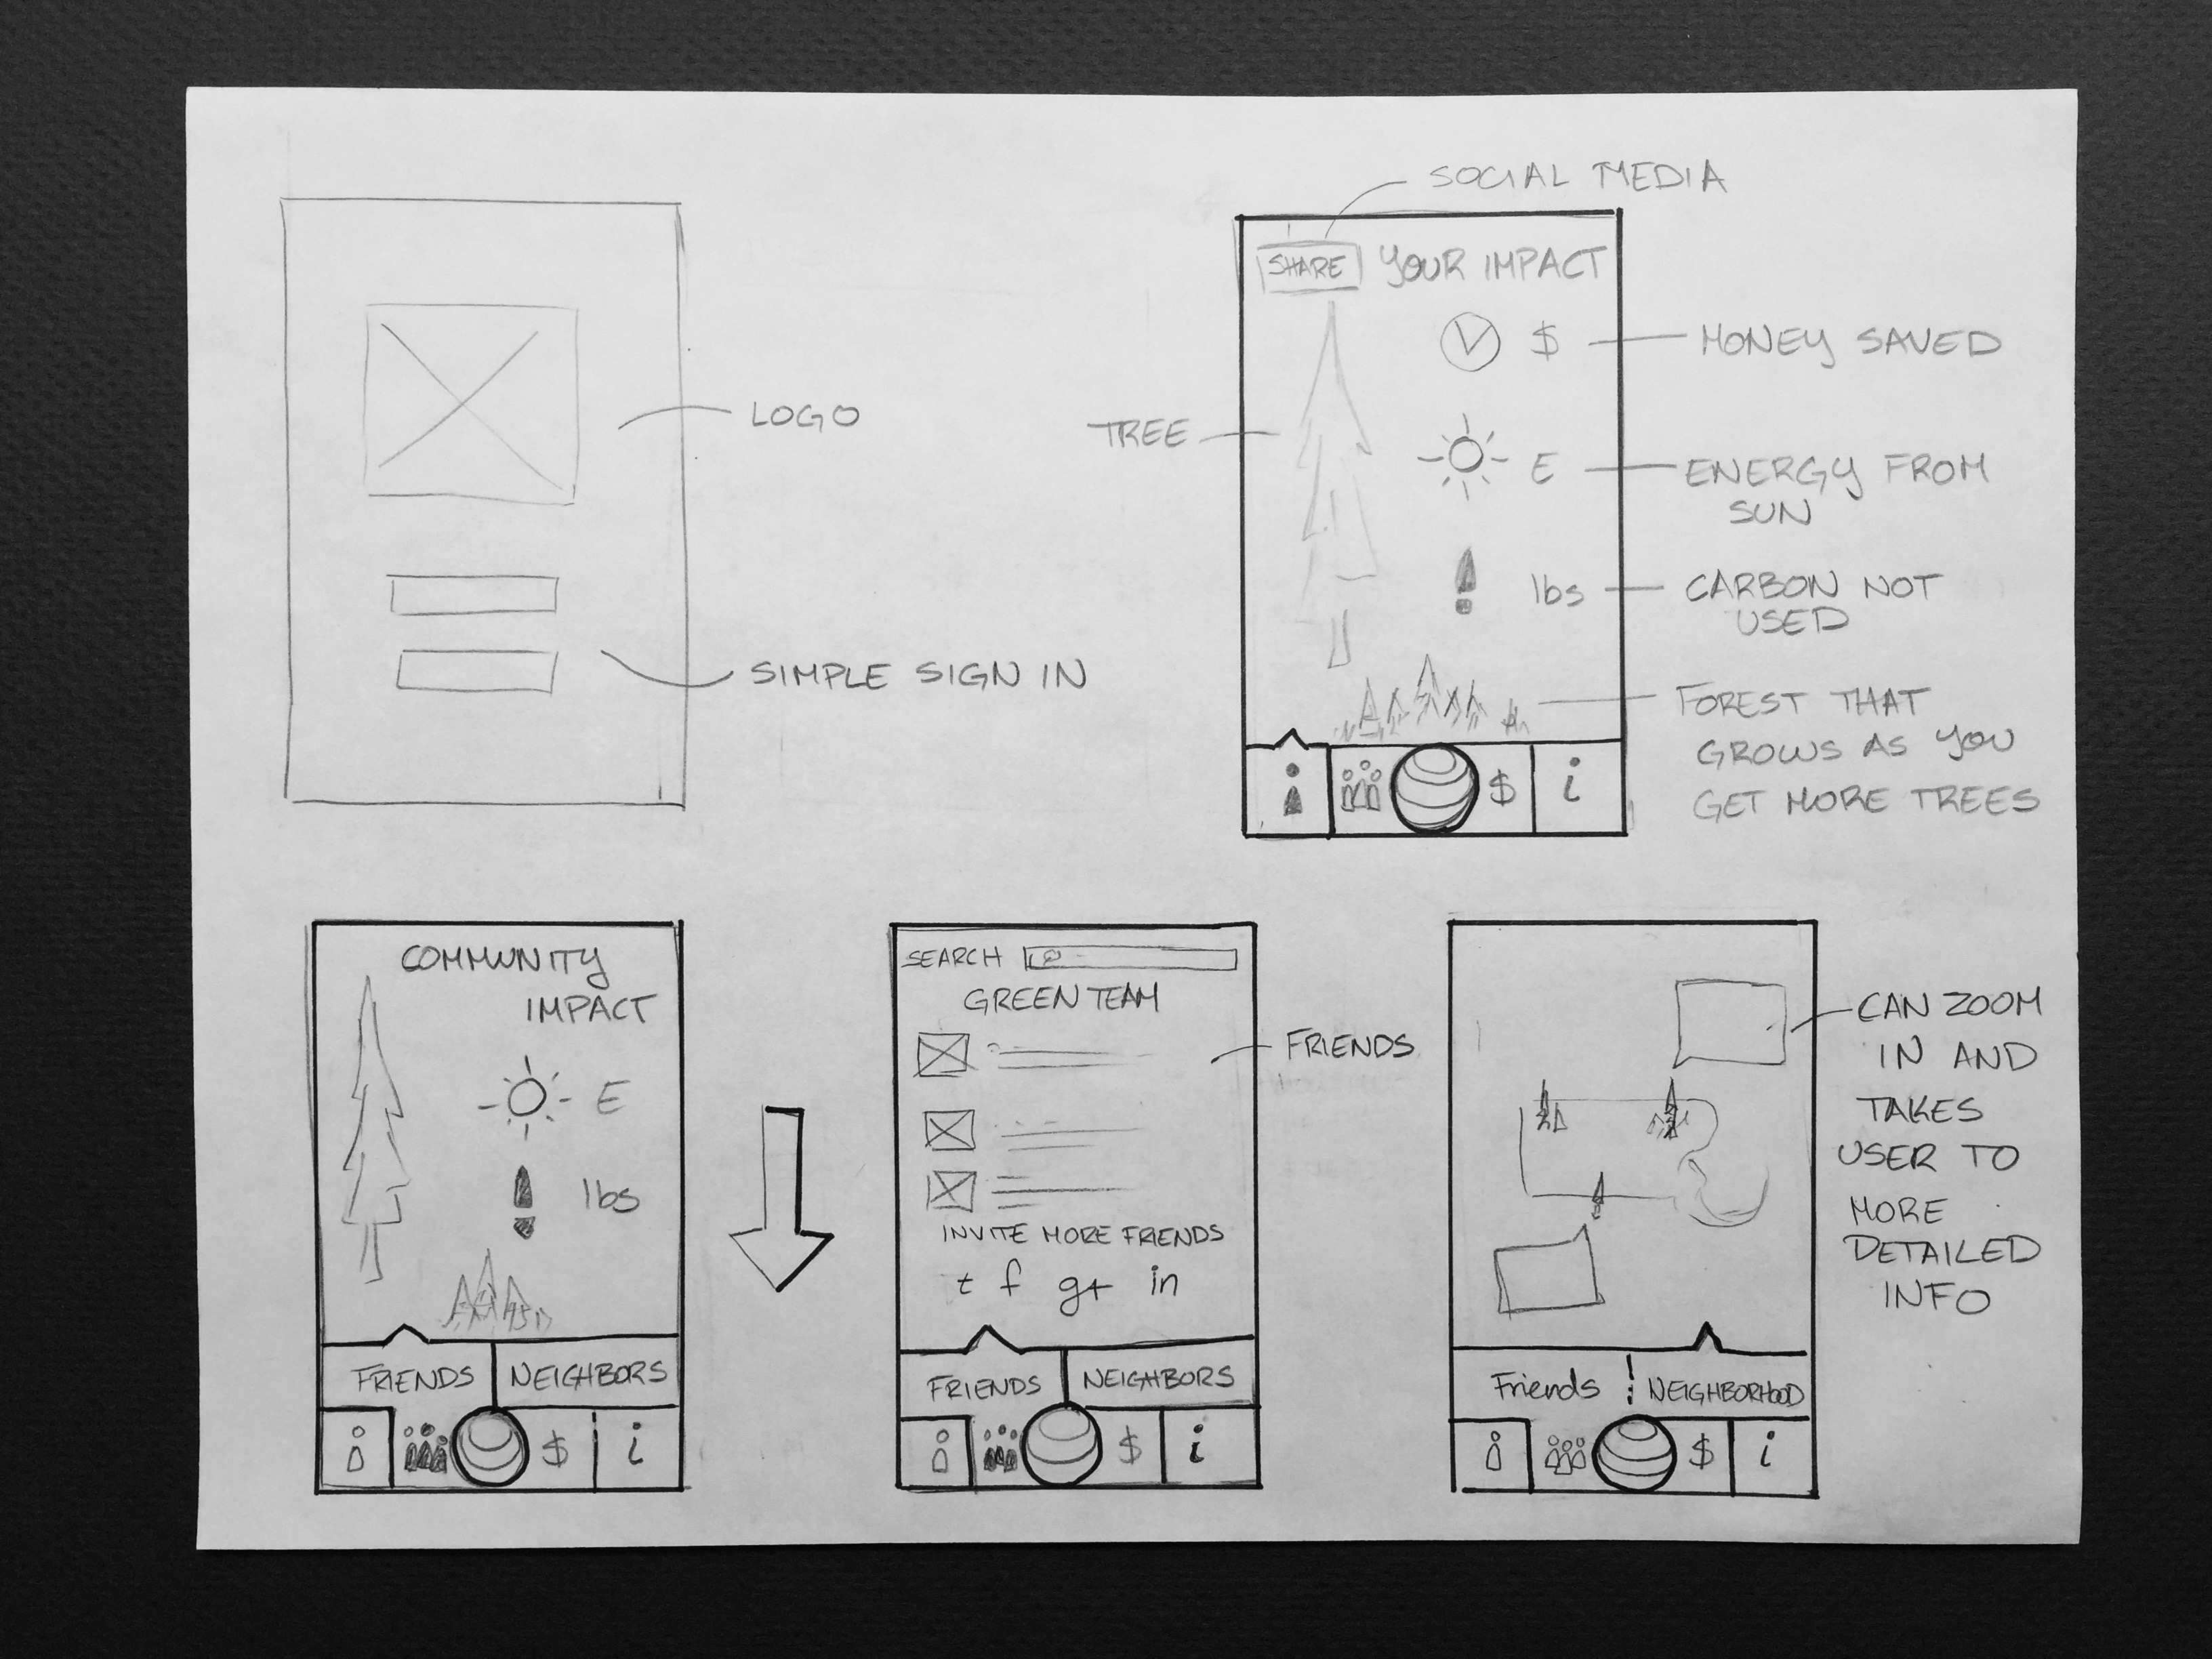 LOGO
SIMPLE SIGN IN
SOCIAL MEDIA
SHARE YOUR IMPACT
$ MONEY SAVED
TREE
E ENERGY FROM
SUN
lbs CARBON NOT
USED
FOREST THAT
GROWS AS YOU
GET MORE TREES
$ i
COMMUNITY
IMPACT
E
lbs
FRIENDS NEIGHBORS
$ i
SEARCH
GREEN TEAM
FRIENDS
INVITE MORE FRIENDS
t f g+ in
FRIENDS NEIGHBORS
$ i
CAN ZOOM
IN AND
TAKES
USER TO
MORE
DETAILED
INFO
Friends NEIGHBORHOOD
$ i